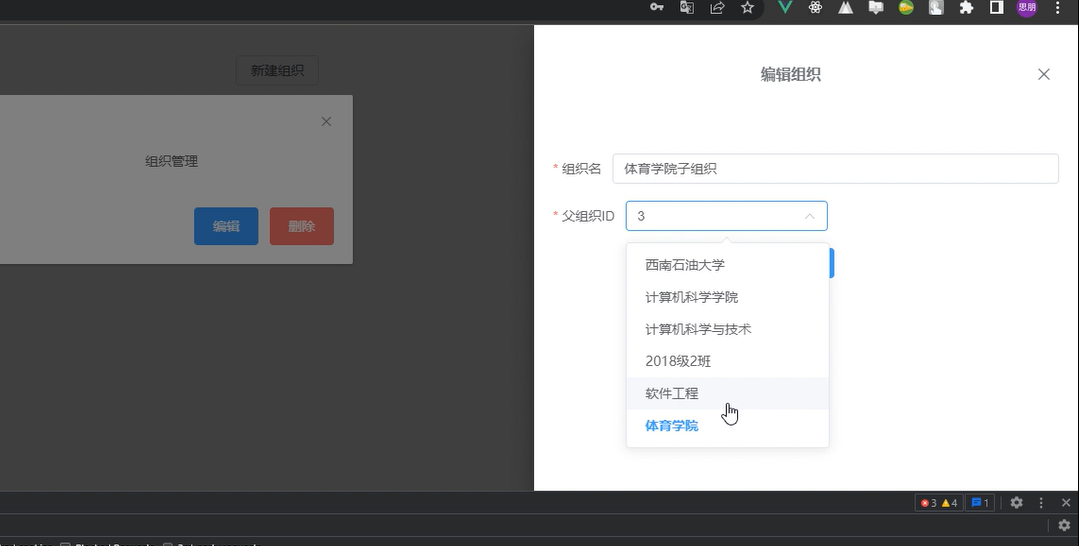 思朋
新建组织
编辑组织
组织管理
* 组织名 体育学院子组织
* 父组织ID 3
编辑 删除
西南石油大学
计算机科学学院
计算机科学与技术
2018级2班
软件工程
体育学院
3 4 1